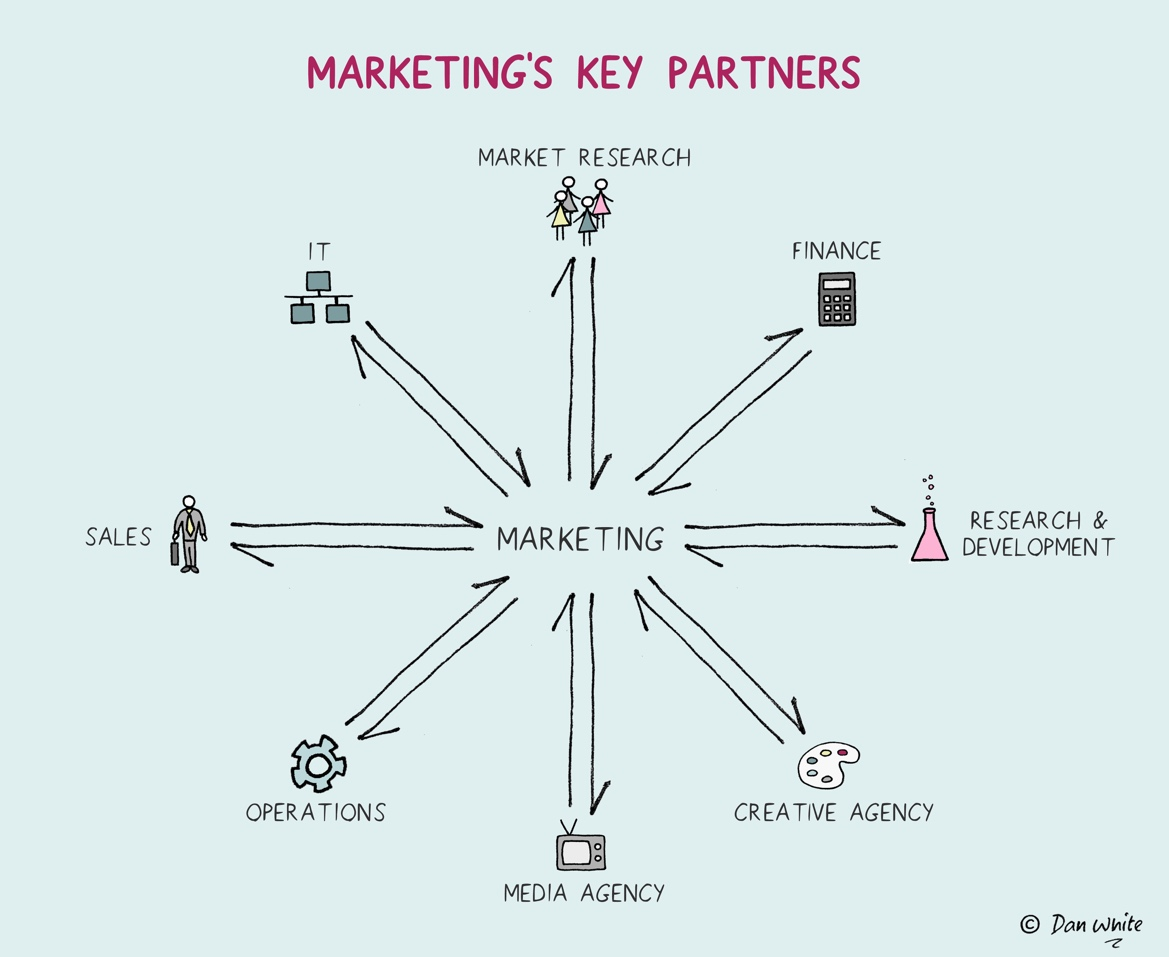 MARKETING'S KEY PARTNERS
MARKET RESEARCH
IT
FINANCE
SALES
MARKETING
RESEARCH &
DEVELOPMENT
OPERATIONS
CREATIVE AGENCY
MEDIA AGENCY
© Dan White